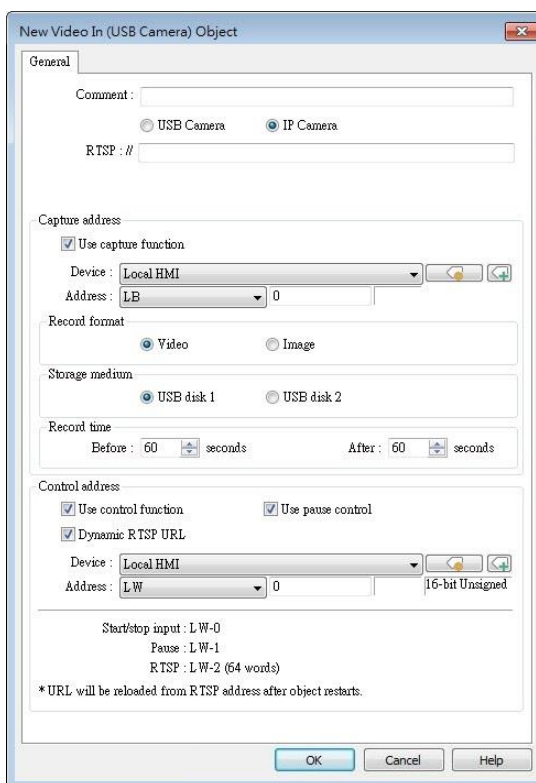 New Video In (USB Camera) Object
General
Comment :
USB Camera IP Camera
RTSP : //
Capture address
Use capture function
Device : Local HMI
Address : LB 0
Record format
Video Image
Storage medium
USB disk 1 USB disk 2
Record time
Before : 60 seconds After : 60 seconds
Control address
Use control function Use pause control
Dynamic RTSP URL
Device : Local HMI
Address : LW 0 16-bit Unsigned
Start/stop input : LW-0
Pause : LW-1
RTSP : LW-2 (64 words)
* URL will be reloaded from RTSP address after object restarts.
OK Cancel Help